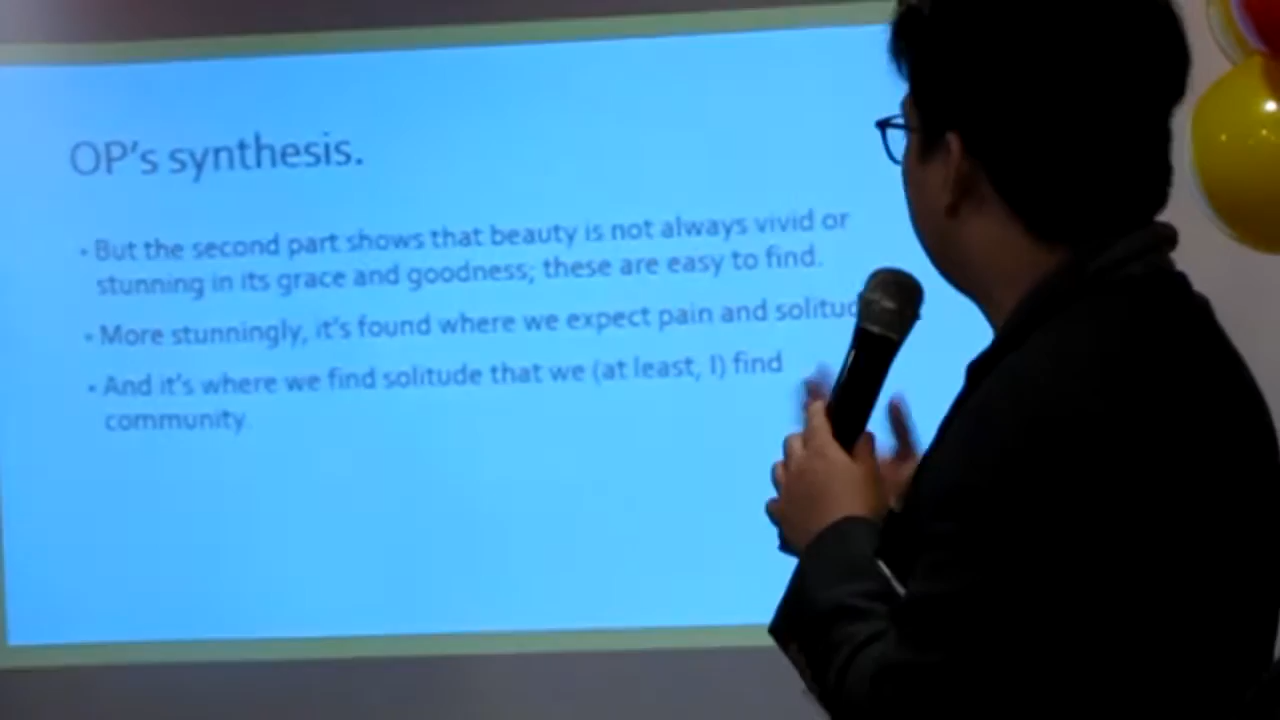 OP's synthesis.
• But the second part shows that beauty is not always vivid or
stunning in its grace and goodness; these are easy to find.
• More stunningly, it's found where we expect pain and solitud
• And it's where we find solitude that we (at least, I) find
community.